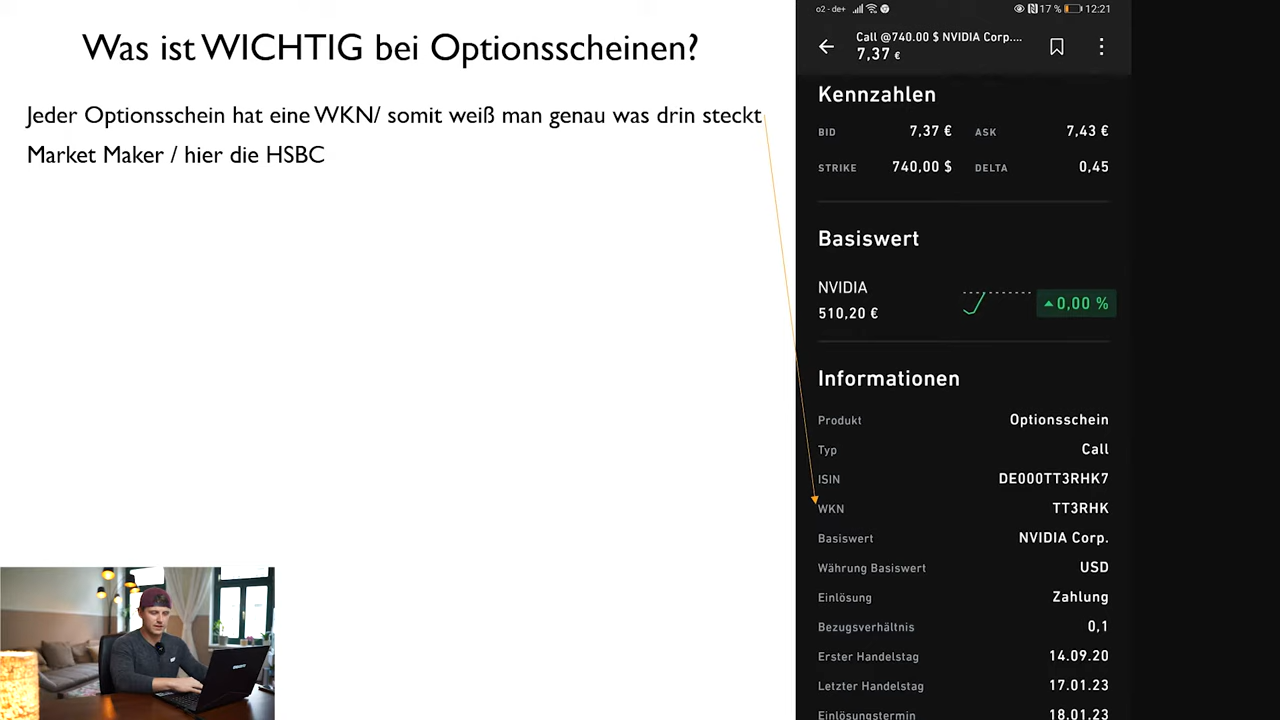 Was ist WICHTIG bei Optionsscheinen?
Jeder Optionsschein hat eine WKN/ somit weiß man genau was drin steckt
Market Maker / hier die HSBC
o2 - de+
17 %
12:21
Call @740.00 $ NVIDIA Corp....
7,37 €
Kennzahlen
BID 7,37 € ASK 7,43 €
STRIKE 740,00 $ DELTA 0,45
Basiswert
NVIDIA
510,20 €
0,00 %
Informationen
Produkt Optionsschein
Typ Call
ISIN DE000TT3RHK7
WKN TT3RHK
Basiswert NVIDIA Corp.
Währung Basiswert USD
Einlösung Zahlung
Bezugsverhältnis 0,1
Erster Handelstag 14.09.20
Letzter Handelstag 17.01.23
Einlösungstermin 18.01.23